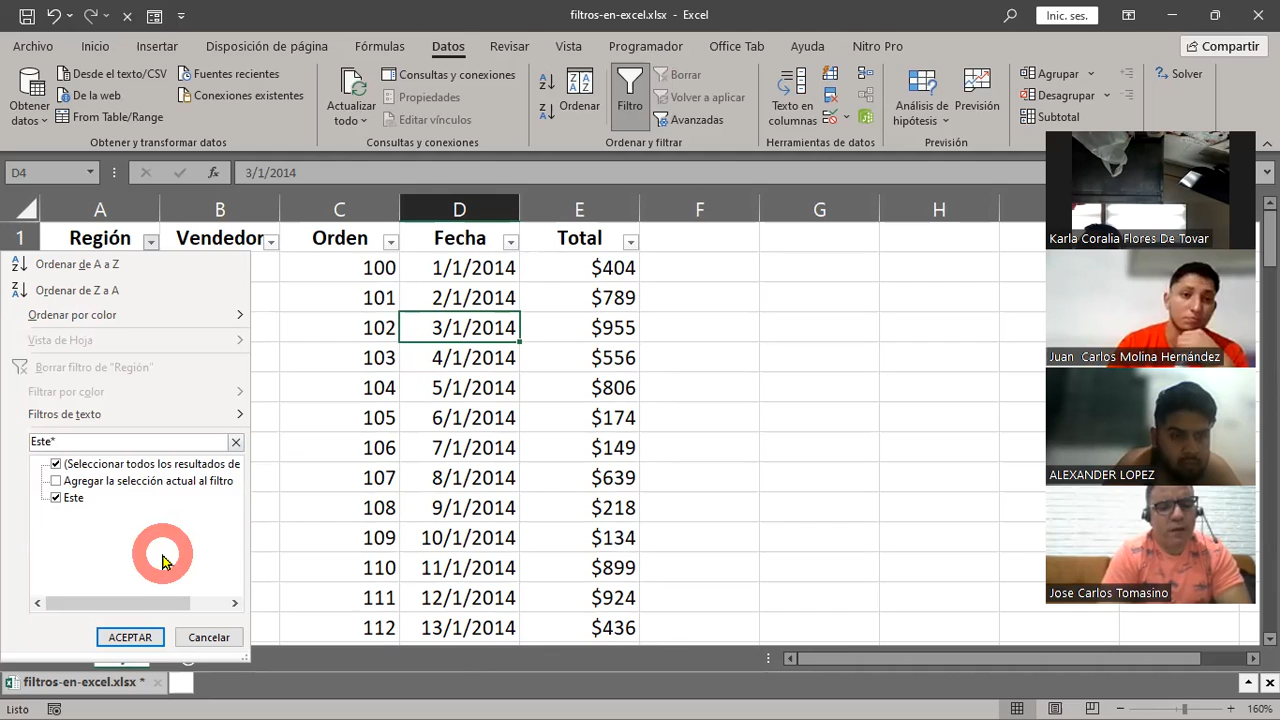 filtros-en-excel.xlsx - Excel
Inic. ses.
Archivo Inicio Insertar Disposición de página Fórmulas Datos Revisar Vista Programador Office Tab Ayuda Nitro Pro Compartir
Obtener datos
Desde el texto/CSV
De la web
From Table/Range
Fuentes recientes
Conexiones existentes
Obtener y transformar datos
Actualizar todo
Consultas y conexiones
Propiedades
Editar vínculos
Consultas y conexiones
Ordenar
Filtro
Borrar
Volver a aplicar
Avanzadas
Ordenar y filtrar
Texto en columnas
Herramientas de datos
Análisis de hipótesis
Previsión
Previsión
Agrupar
Desagrupar
Subtotal
Solver
D4 fx 3/1/2014
A B C D E F G H
1 Región Vendedor Orden Fecha Total
100 1/1/2014 $404
101 2/1/2014 $789
102 3/1/2014 $955
103 4/1/2014 $556
104 5/1/2014 $806
105 6/1/2014 $174
106 7/1/2014 $149
107 8/1/2014 $639
108 9/1/2014 $218
109 10/1/2014 $134
110 11/1/2014 $899
111 12/1/2014 $924
112 13/1/2014 $436
Ordenar de A a Z
Ordenar de Z a A
Ordenar por color
Vista de Hoja
Borrar filtro de "Región"
Filtrar por color
Filtros de texto
Este*
(Seleccionar todos los resultados de
Agregar la selección actual al filtro
Este
ACEPTAR Cancelar
Karla Coralia Flores De Tovar
Juan Carlos Molina Hernández
ALEXANDER LOPEZ
Jose Carlos Tomasino
filtros-en-excel.xlsx *
Listo
160%